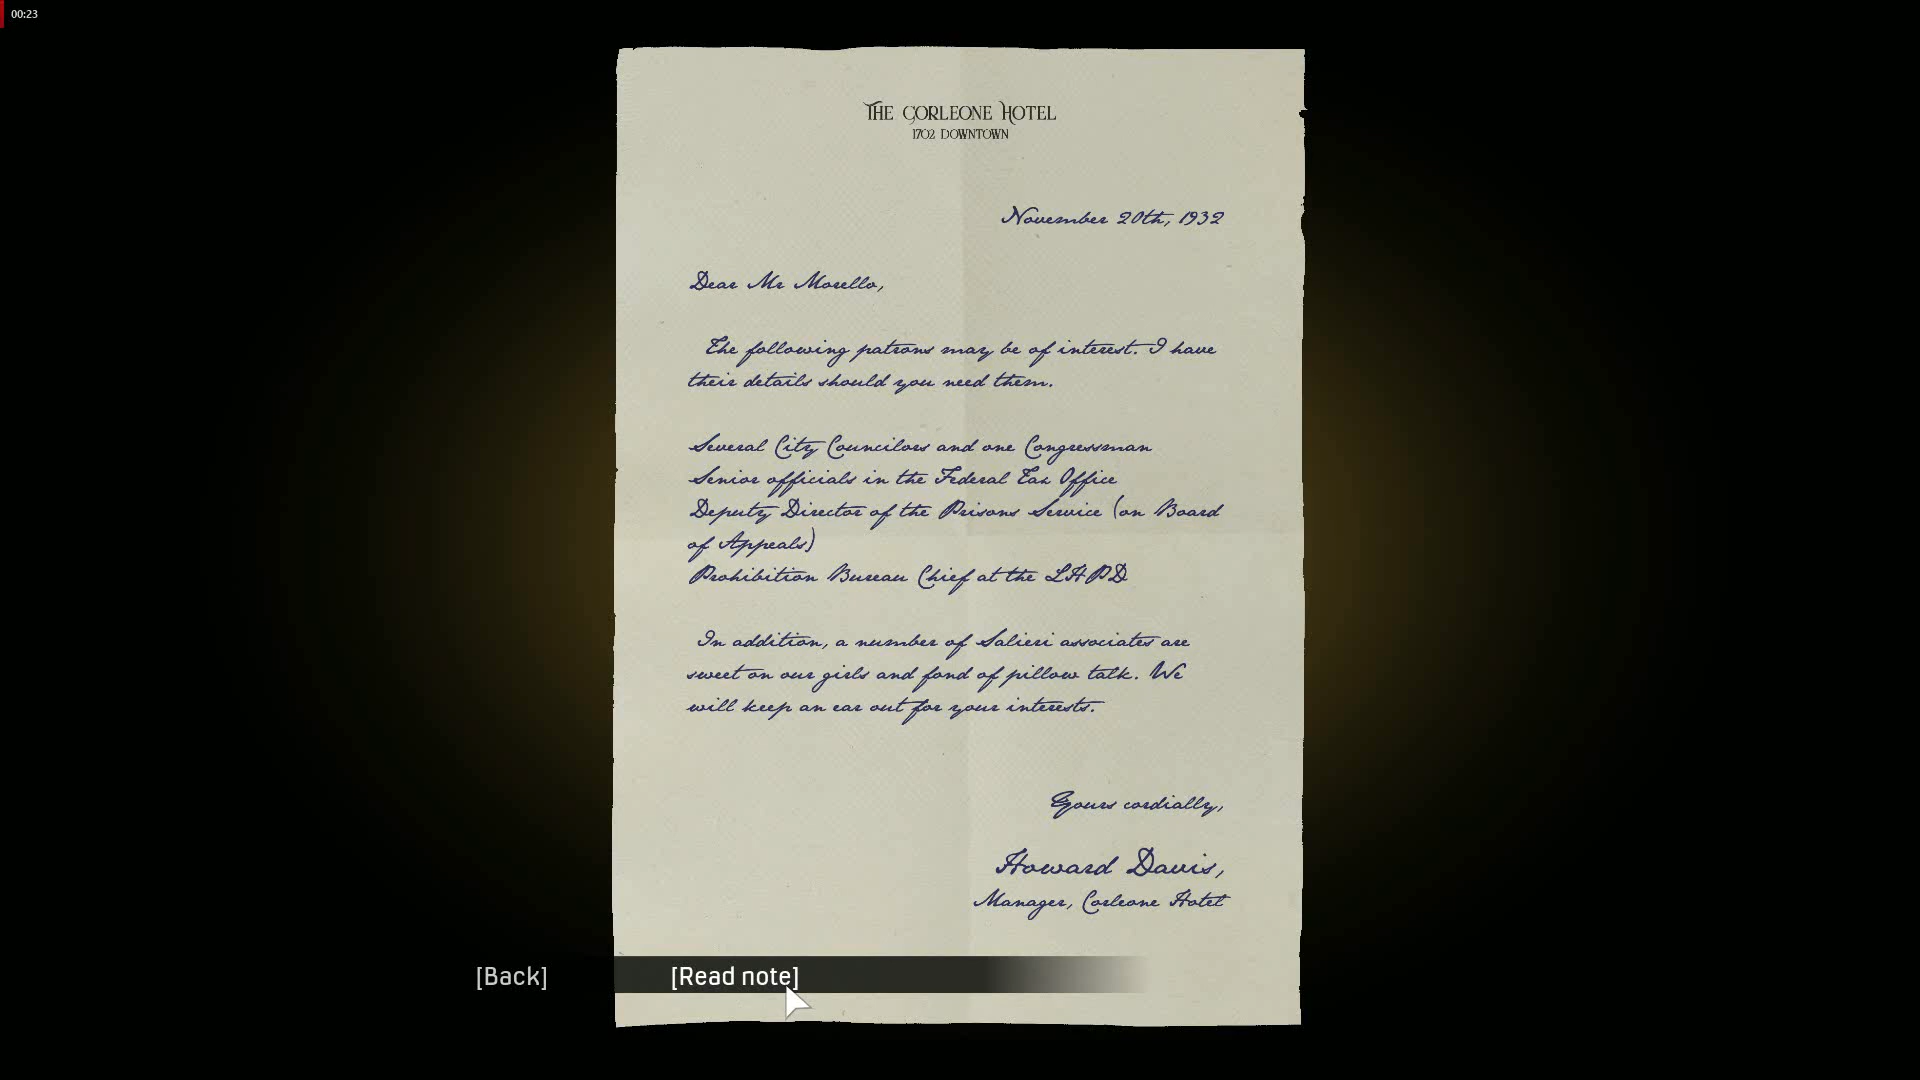 00:23
THE CORLEONE HOTEL
1702 DOWNTOWN
November 20th, 1932
Dear Mr Morello,
The following patrons may be of interest. I have
their details should you need them.
Several City Councilors and one Congressman
Senior officials in the Federal Tax Office
Deputy Director of the Prisons Service (on Board
of Appeals)
Prohibition Bureau Chief at the LHPD
In addition, a number of Salieri associates are
sweet on our girls and fond of pillow talk. We
will keep an ear out for your interests.
Yours cordially,
Howard Davis,
Manager, Corleone Hotel
[Back] [Read note]